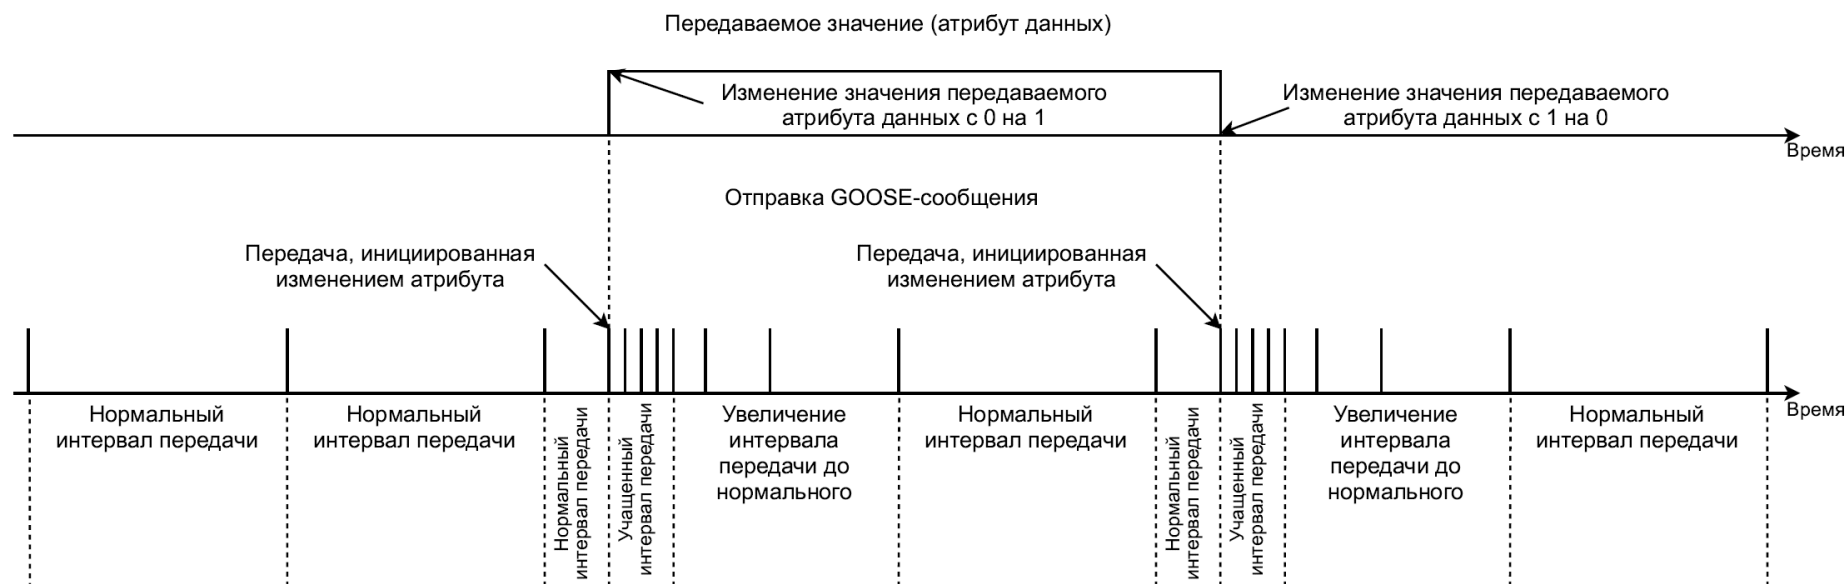 Передаваемое значение (атрибут данных)
Изменение значения передаваемого
атрибута данных с 0 на 1
Изменение значения передаваемого
атрибута данных с 1 на 0
Время
Отправка GOOSE-сообщения
Передача, инициированная
изменением атрибута
Передача, инициированная
изменением атрибута
Время
Нормальный
интервал передачи
Нормальный
интервал передачи
Нормальный
интервал передачи
Учащенный
интервал передачи
Увеличение
интервала
передачи до
нормального
Нормальный
интервал передачи
Нормальный
интервал передачи
Учащенный
интервал передачи
Увеличение
интервала
передачи до
нормального
Нормальный
интервал передачи